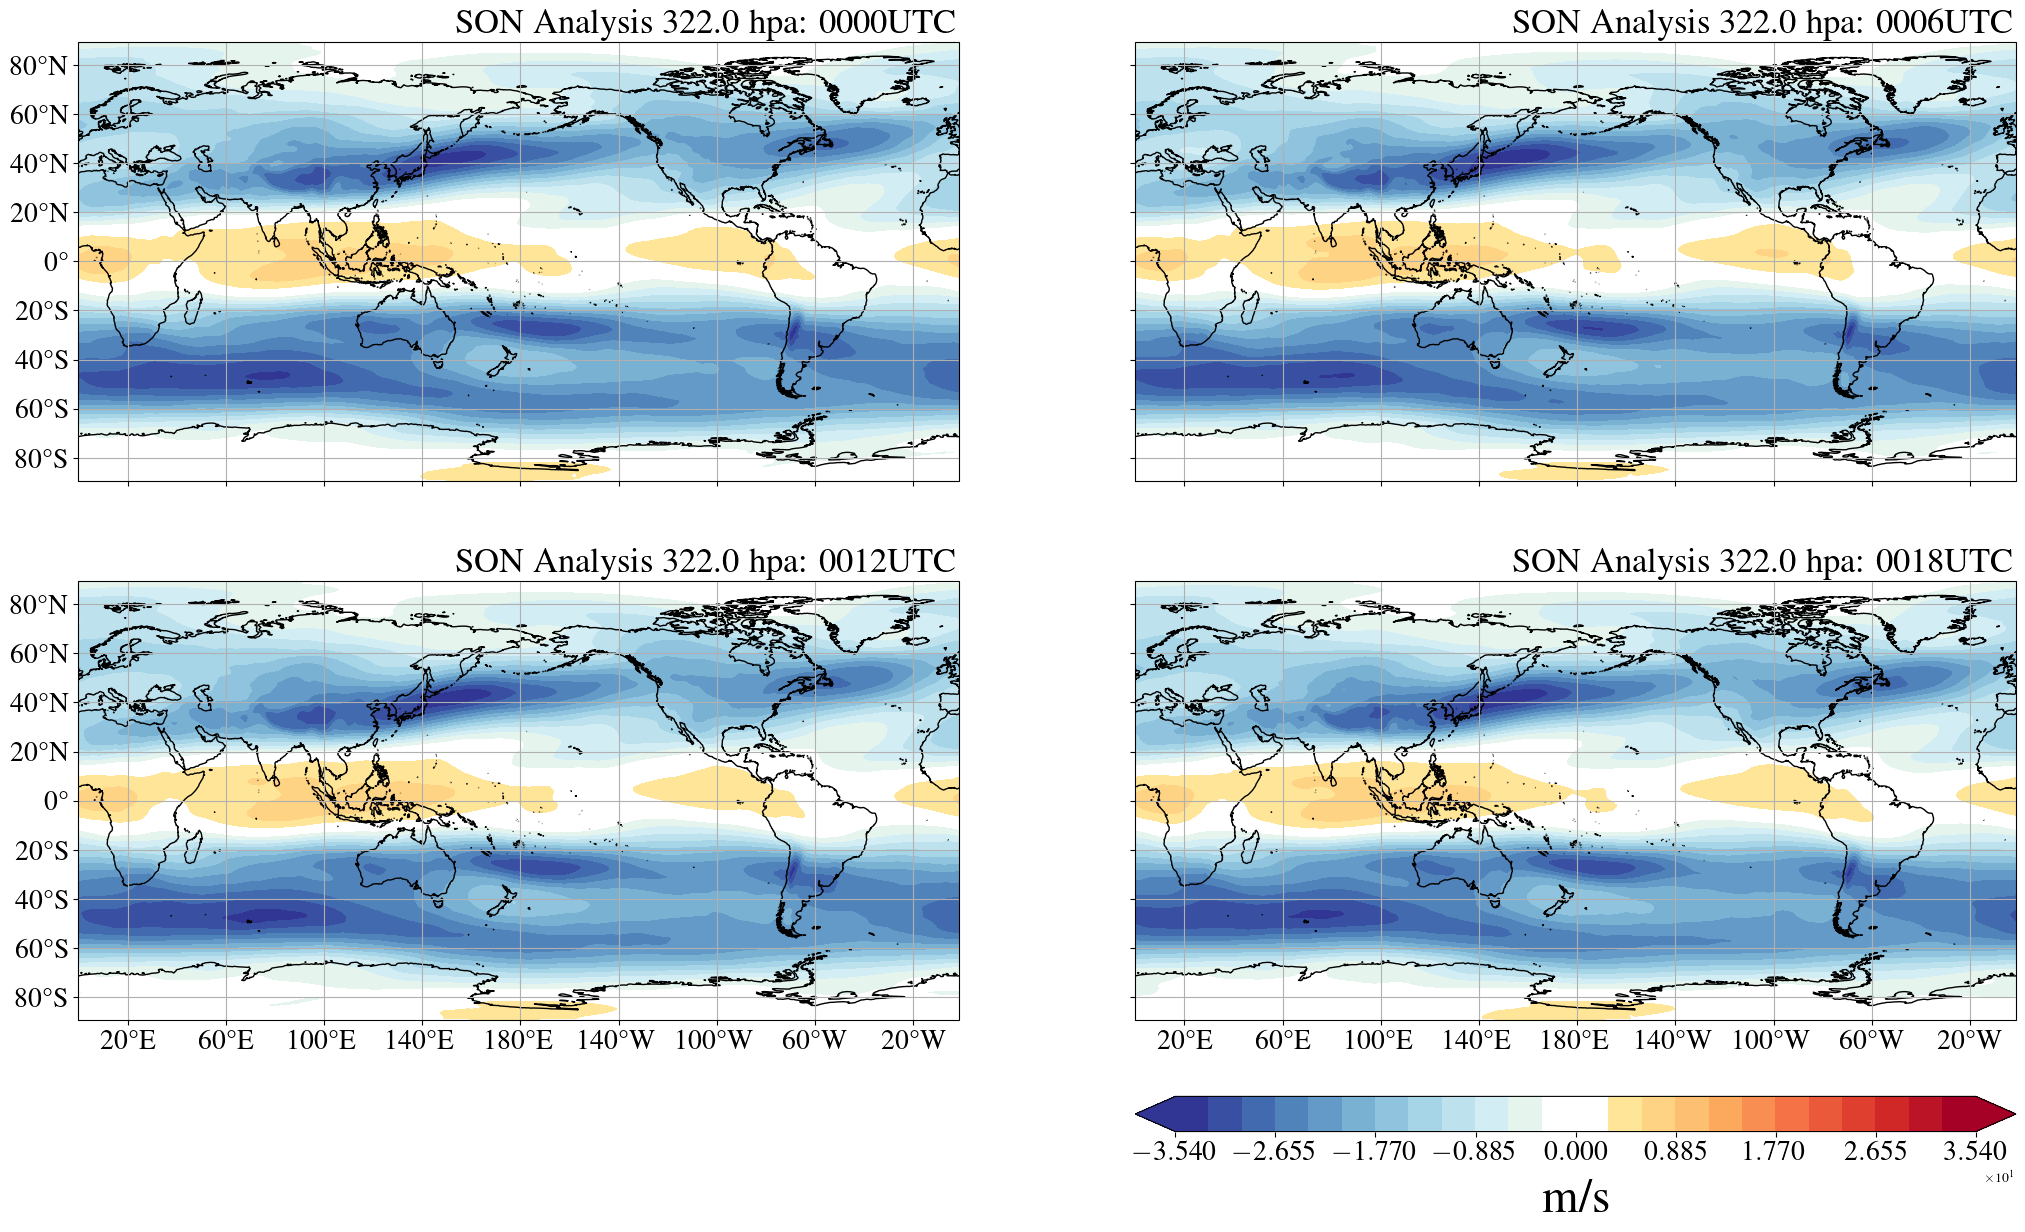 SON Analysis 322.0 hpa: 0000UTC
SON Analysis 322.0 hpa: 0006UTC
80°N
60°N
40°N
20°N
0°
20°S
40°S
60°S
80°S
SON Analysis 322.0 hpa: 0012UTC
SON Analysis 322.0 hpa: 0018UTC
80°N
60°N
40°N
20°N
0°
20°S
40°S
60°S
80°S
20°E 60°E 100°E 140°E 180°E 140°W 100°W 60°W 20°W
20°E 60°E 100°E 140°E 180°E 140°W 100°W 60°W 20°W
−3.540 −2.655 −1.770 −0.885 0.000 0.885 1.770 2.655 3.540
×10¹
m/s